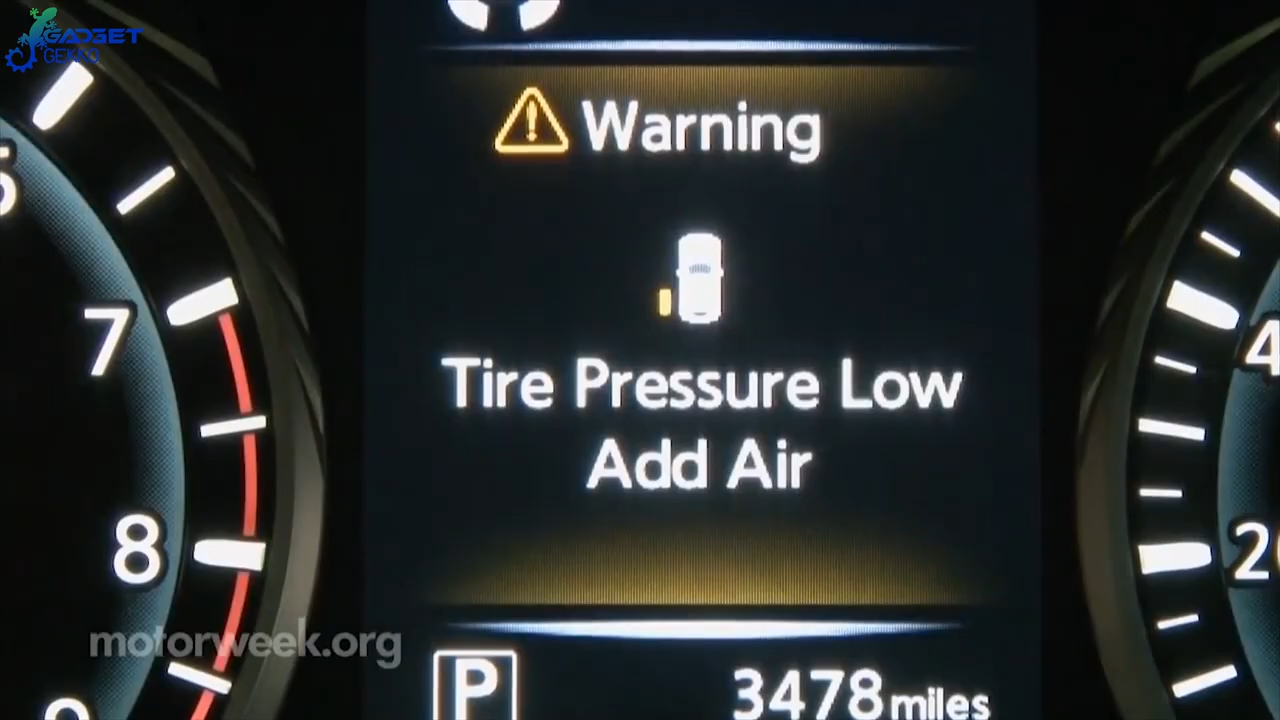 GADGET
GEKKO
Warning
Tire Pressure Low
Add Air
7
8
motorweek.org
P
3478 miles